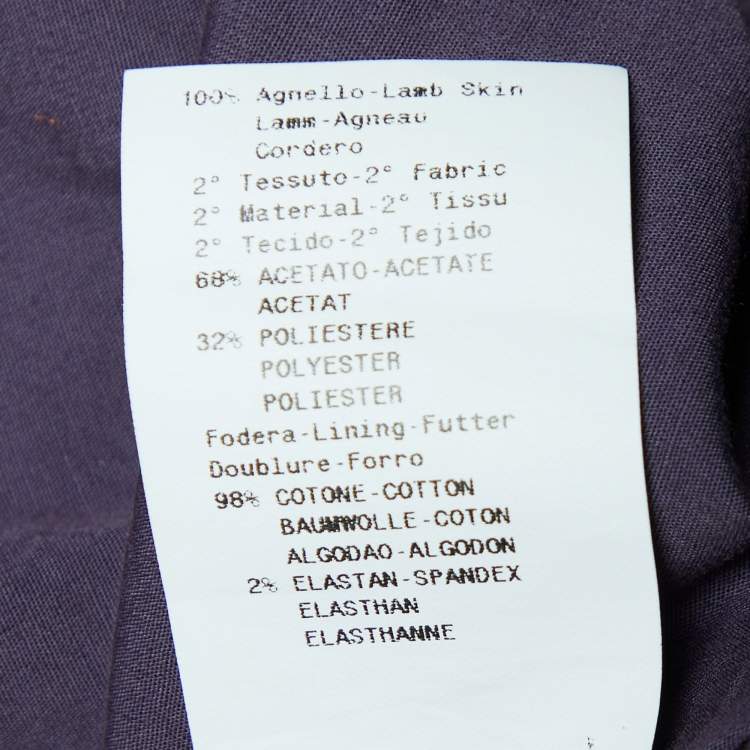 100% Agnello-Lamb Skin
Lamm-Agneau
Cordero
2° Tessuto-2° Fabric
2° Material-2° Tissu
2° Tecido-2° Tejido
68% ACETATO-ACETATE
ACETAT
32% POLIESTERE
POLYESTER
POLIESTER
Fodera-Lining-Futter
Doublure-Forro
98% COTONE-COTTON
BAUMWOLLE-COTON
ALGODAO-ALGODON
2% ELASTAN-SPANDEX
ELASTHAN
ELASTHANNE